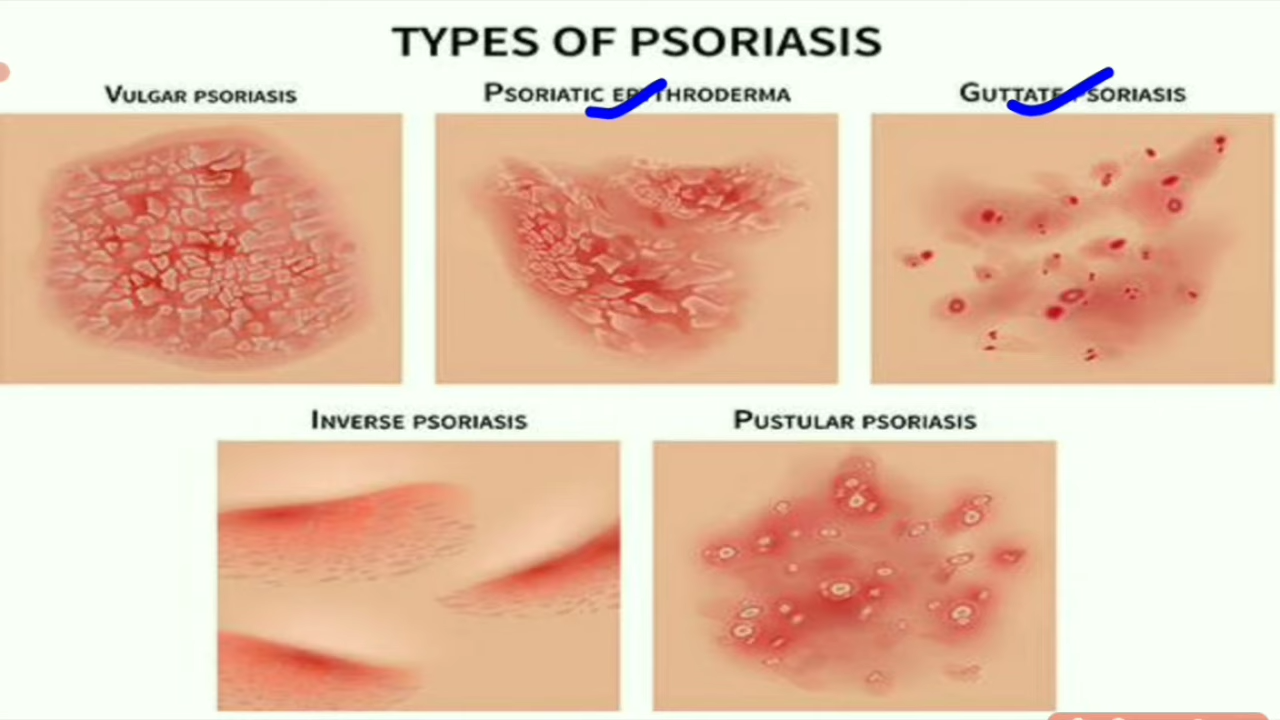 TYPES OF PSORIASIS
VULGAR PSORIASIS
PSORIATIC ERYTHRODERMA
GUTTATE PSORIASIS
INVERSE PSORIASIS
PUSTULAR PSORIASIS